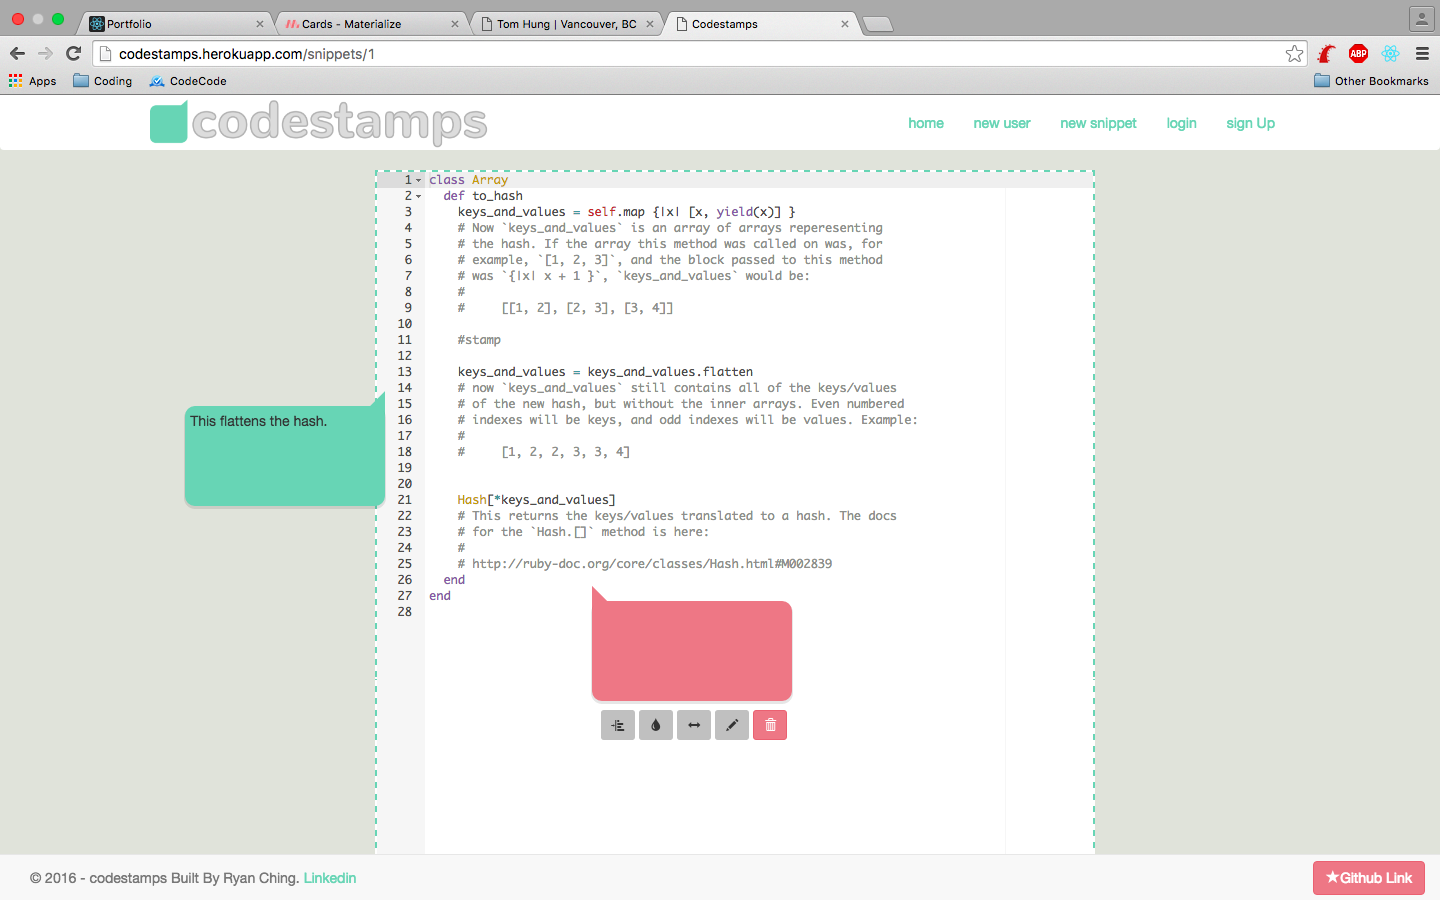 Portfolio
Cards - Materialize
Tom Hung | Vancouver, BC
Codestamps
codestamps.herokuapp.com/snippets/1
ABP
Apps
Coding
CodeCode
Other Bookmarks
codestamps
home
new user
new snippet
login
sign Up
1 class Array
2 def to_hash
3 keys_and_values = self.map {|x| [x, yield(x)] }
4 # Now `keys_and_values` is an array of arrays reperesenting
5 # the hash. If the array this method was called on was, for
6 # example, `[1, 2, 3]`, and the block passed to this method
7 # was `{|x| x + 1 }`, `keys_and_values` would be:
8 #
9 #     [[1, 2], [2, 3], [3, 4]]
10
11 #stamp
12
13 keys_and_values = keys_and_values.flatten
14 # now `keys_and_values` still contains all of the keys/values
15 # of the new hash, but without the inner arrays. Even numbered
16 # indexes will be keys, and odd indexes will be values. Example:
17 #
18 #     [1, 2, 2, 3, 3, 4]
19
20
21 Hash[*keys_and_values]
22 # This returns the keys/values translated to a hash. The docs
23 # for the `Hash.[]` method is here:
24 #
25 # http://ruby-doc.org/core/classes/Hash.html#M002839
26 end
27 end
28
This flattens the hash.
© 2016 - codestamps Built By Ryan Ching. Linkedin
★Github Link